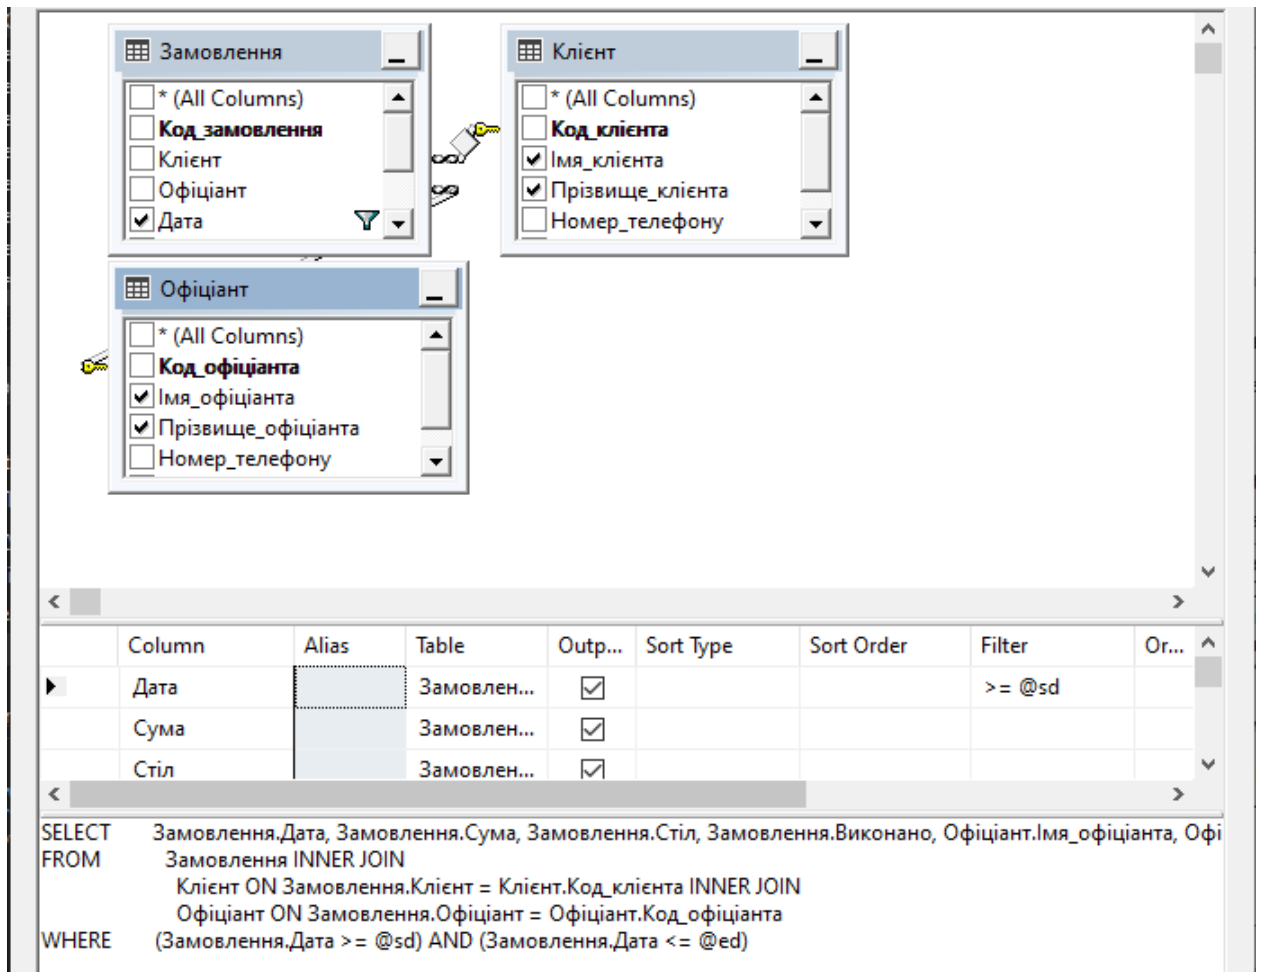 Замовлення
* (All Columns)
Код_замовлення
Клієнт
Офіціант
Дата
Клієнт
* (All Columns)
Код_клієнта
Імя_клієнта
Прізвище_клієнта
Номер_телефону
Офіціант
* (All Columns)
Код_офіціанта
Імя_офіціанта
Прізвище_офіціанта
Номер_телефону
Column Alias Table Outp... Sort Type Sort Order Filter Or...
Дата Замовлен... >= @sd
Сума Замовлен...
Стіл Замовлен...
SELECT Замовлення.Дата, Замовлення.Сума, Замовлення.Стіл, Замовлення.Виконано, Офіціант.Імя_офіціанта, Офі
FROM Замовлення INNER JOIN
Клієнт ON Замовлення.Клієнт = Клієнт.Код_клієнта INNER JOIN
Офіціант ON Замовлення.Офіціант = Офіціант.Код_офіціанта
WHERE (Замовлення.Дата >= @sd) AND (Замовлення.Дата <= @ed)